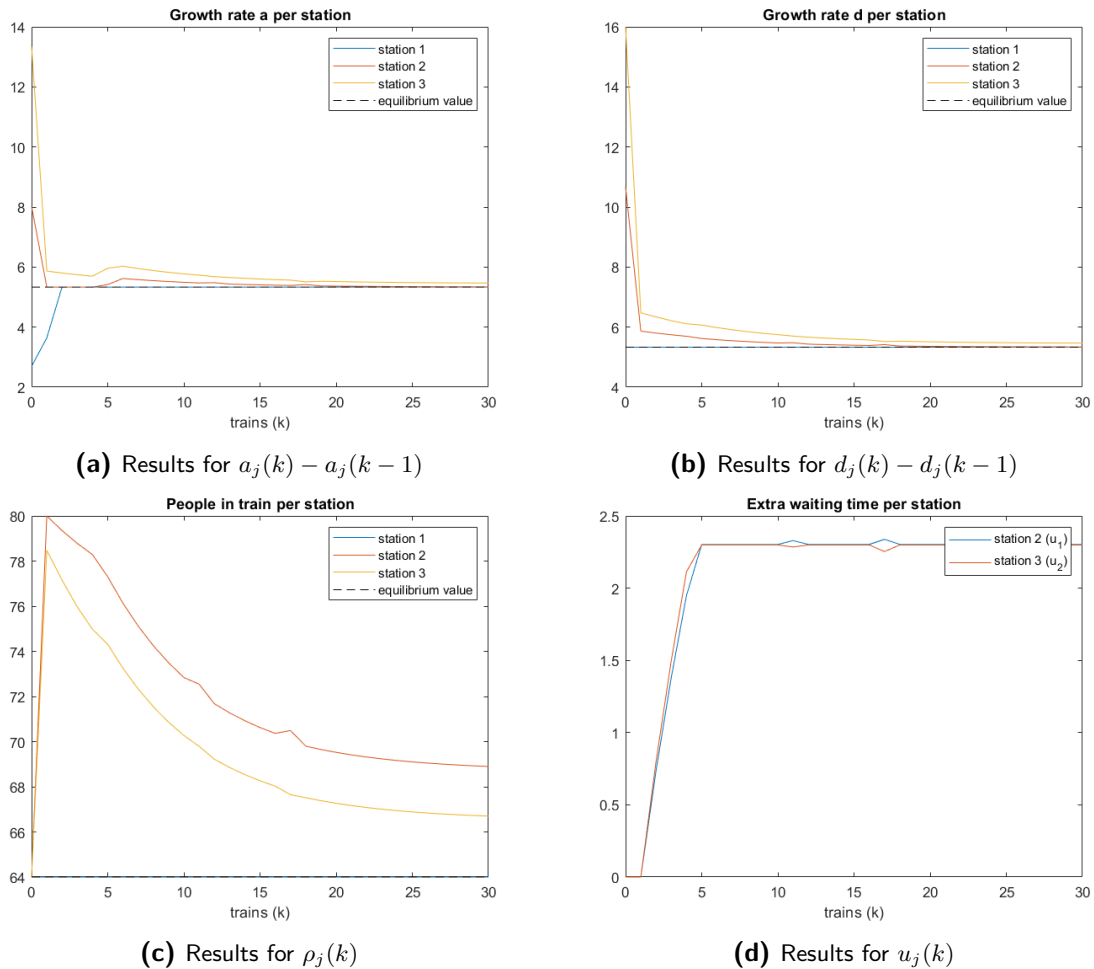 Growth rate a per station
14
12
10
8
6
4
2
0 5 10 15 20 25 30
trains (k)
station 1
station 2
station 3
equilibrium value
(a) Results for $a_j(k) - a_j(k-1)$
Growth rate d per station
16
14
12
10
8
6
4
0 5 10 15 20 25 30
trains (k)
station 1
station 2
station 3
equilibrium value
(b) Results for $d_j(k) - d_j(k-1)$
People in train per station
80
78
76
74
72
70
68
66
64
0 5 10 15 20 25 30
trains (k)
station 1
station 2
station 3
equilibrium value
(c) Results for $\rho_j(k)$
Extra waiting time per station
2.5
2
1.5
1
0.5
0
0 5 10 15 20 25 30
trains (k)
station 2 (u$_1$)
station 3 (u$_2$)
(d) Results for $u_j(k)$